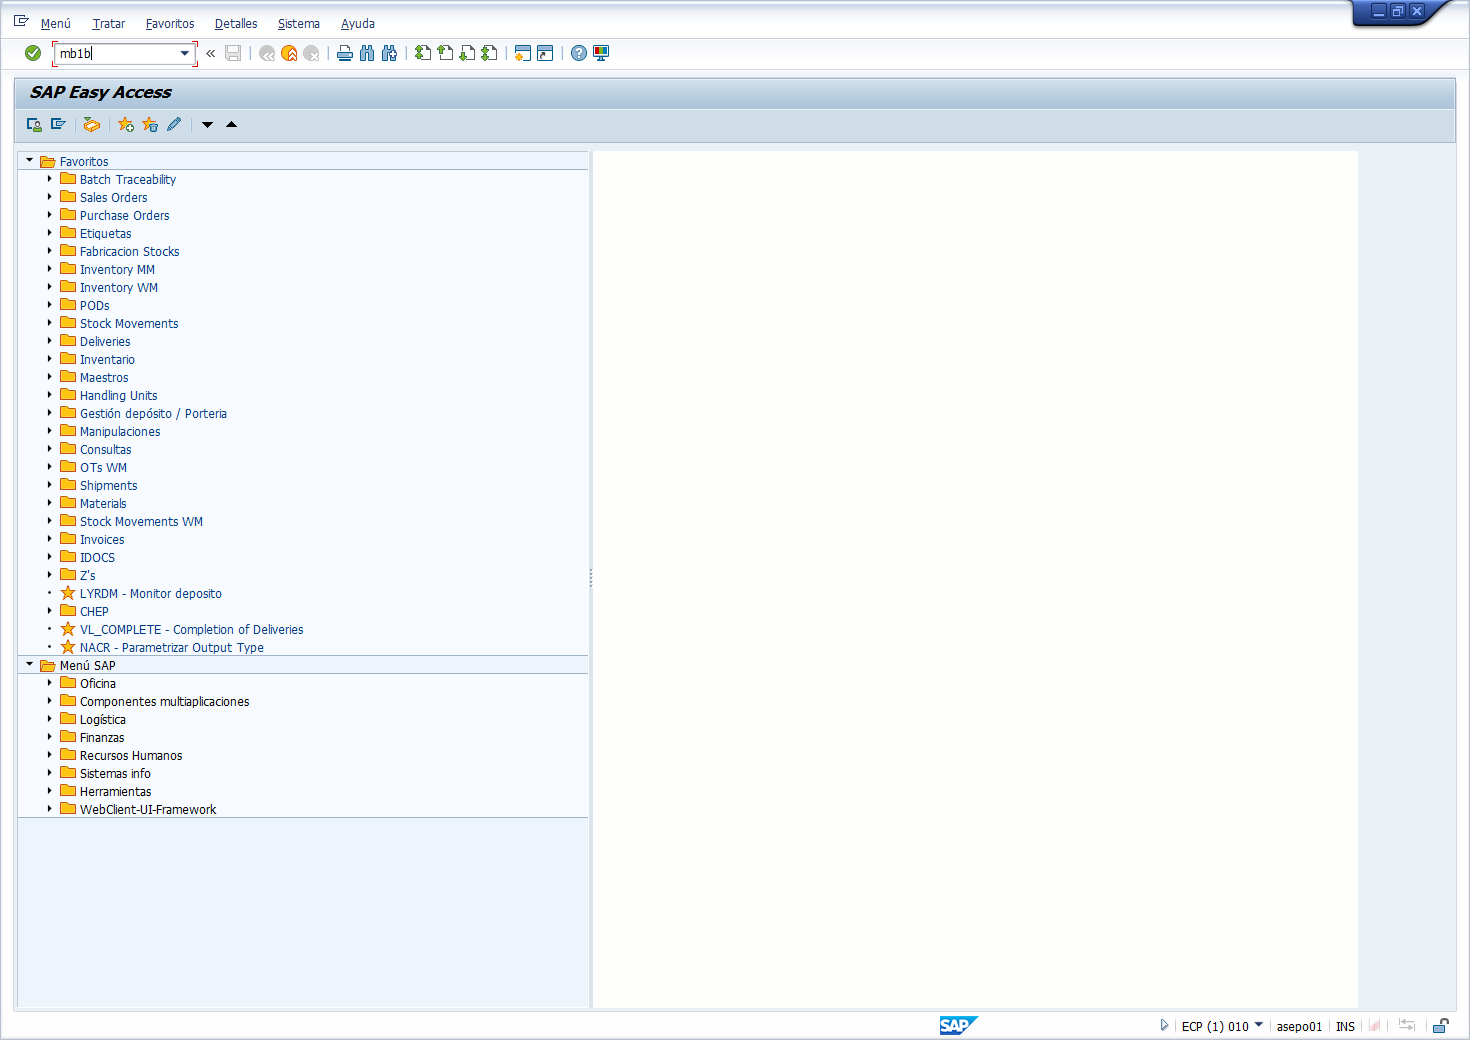 Menú Tratar Favoritos Detalles Sistema Ayuda
mb1b
SAP Easy Access
Favoritos
Batch Traceability
Sales Orders
Purchase Orders
Etiquetas
Fabricacion Stocks
Inventory MM
Inventory WM
PODs
Stock Movements
Deliveries
Inventario
Maestros
Handling Units
Gestión depósito / Porteria
Manipulaciones
Consultas
OTs WM
Shipments
Materials
Stock Movements WM
Invoices
IDOCS
Z's
LYRDM - Monitor deposito
CHEP
VL_COMPLETE - Completion of Deliveries
NACR - Parametrizar Output Type
Menú SAP
Oficina
Componentes multiaplicaciones
Logística
Finanzas
Recursos Humanos
Sistemas info
Herramientas
WebClient-UI-Framework
SAP ECP (1) 010 asepo01 INS